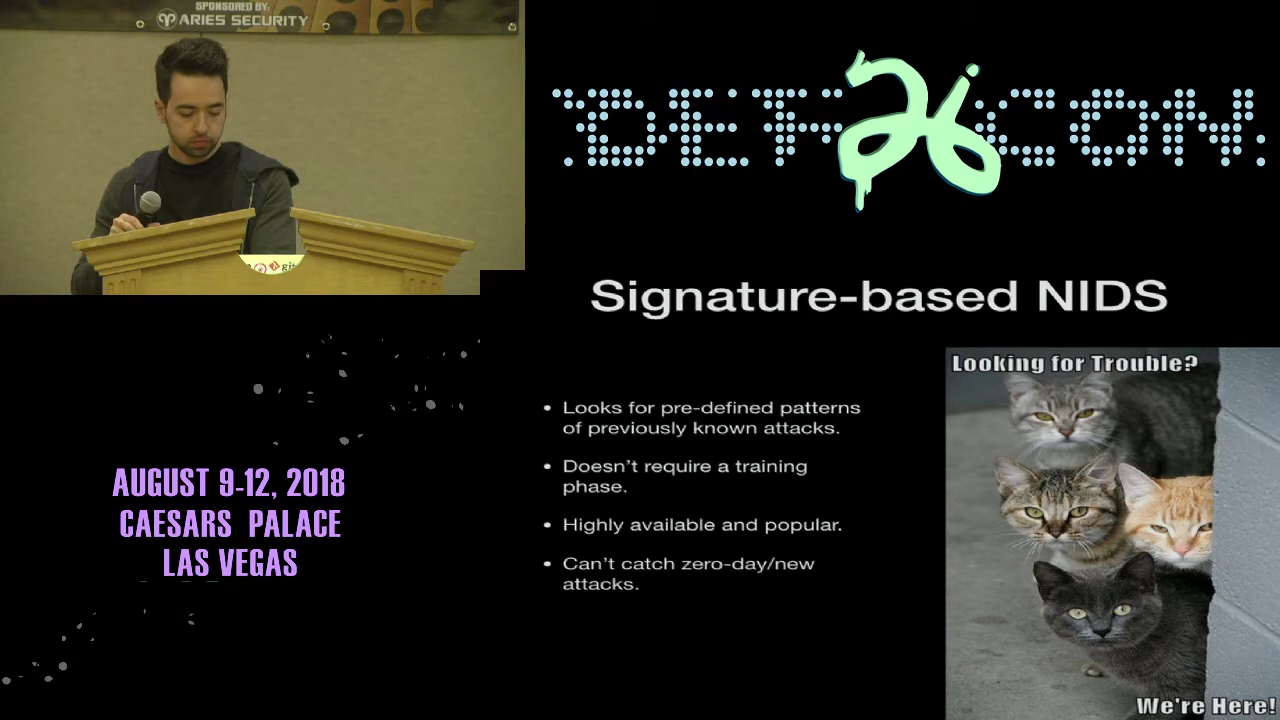 SPONSORED BY:
ARIES SECURITY
DEF CON
26
git
Signature-based NIDS
Looking for Trouble?
• Looks for pre-defined patterns
of previously known attacks.
• Doesn't require a training
phase.
• Highly available and popular.
• Can't catch zero-day/new
attacks.
We're Here!
AUGUST 9-12, 2018
CAESARS PALACE
LAS VEGAS